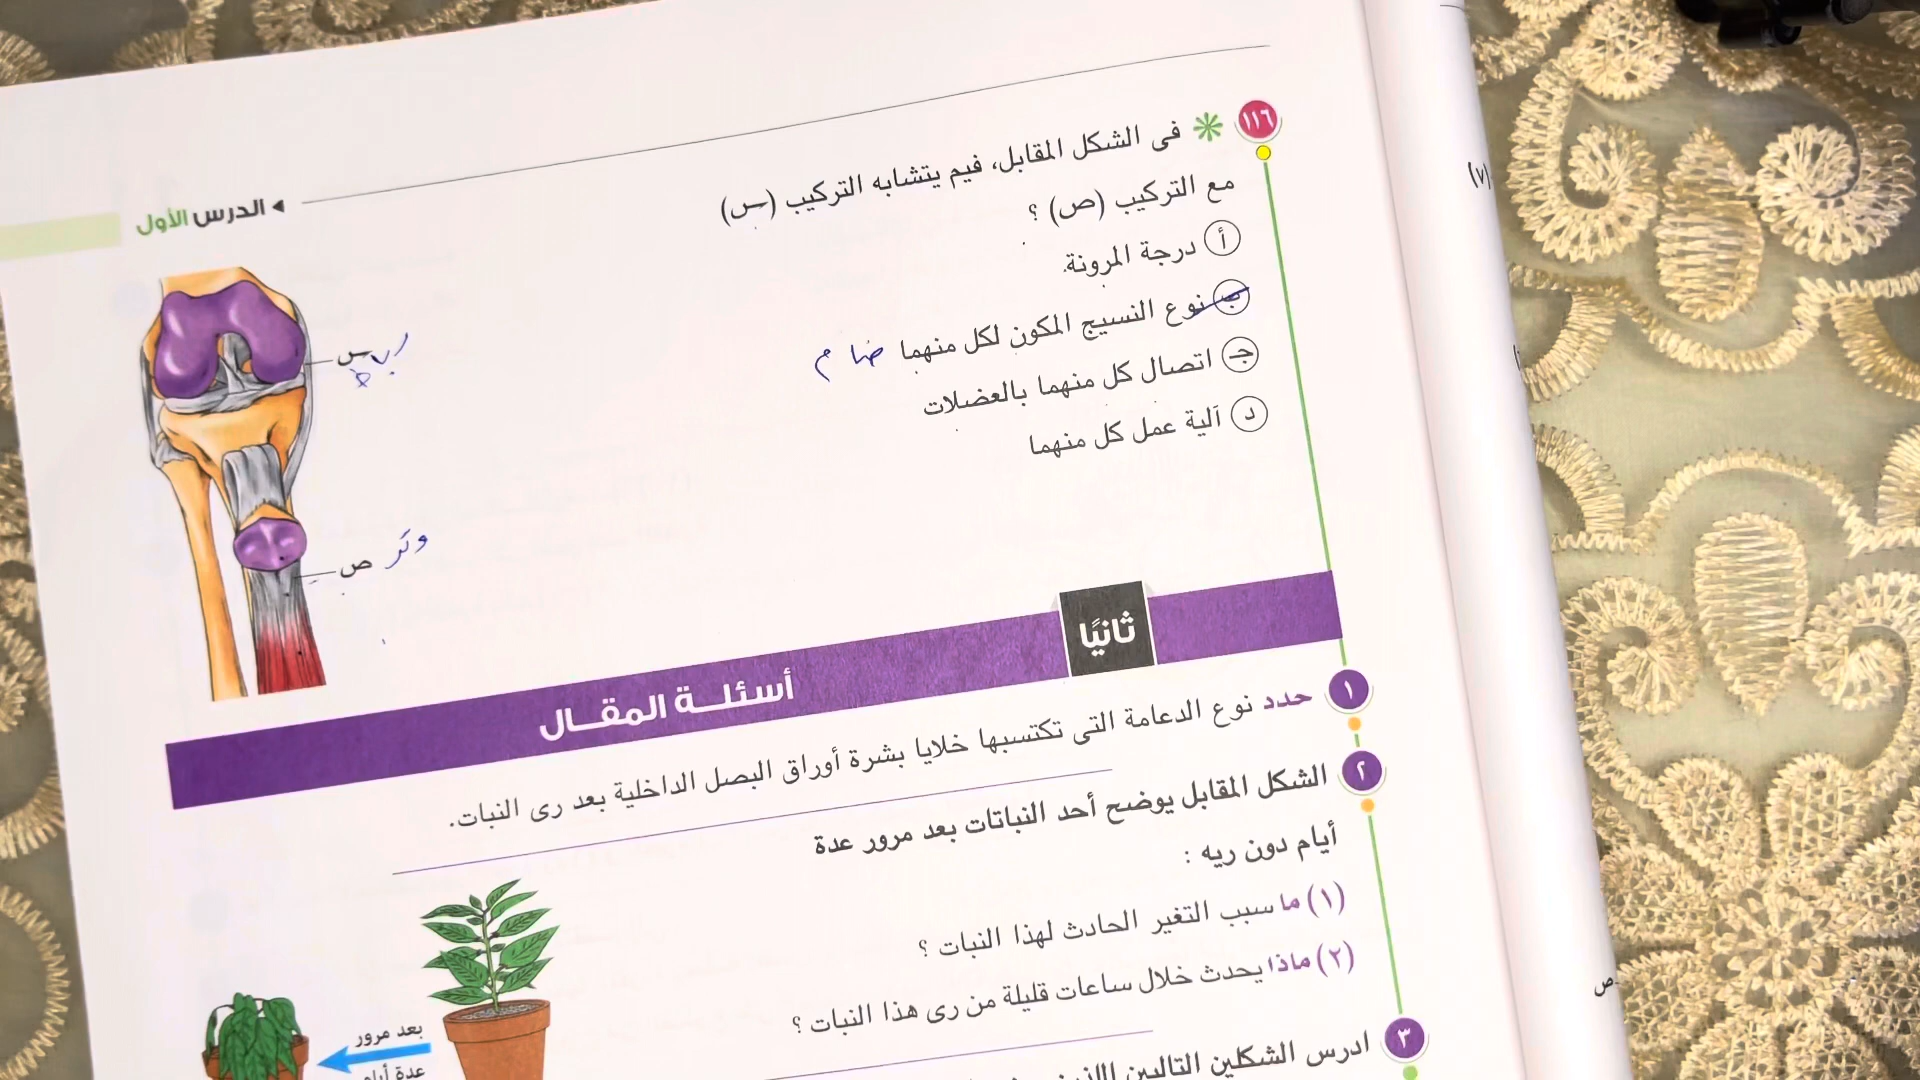 ◂ الدرس الأول
١١٦ في الشكل المقابل، فيم يتشابه التركيب (س)
مع التركيب (ص) ؟
أ درجة المرونة.
ب نوع النسيج المكون لكل منهما ضام
جـ اتصال كل منهما بالعضلات
د آلية عمل كل منهما
س
ص وتر
ثانيًا
أسئلة المقال
١ حدد نوع الدعامة التى تكتسبها خلايا بشرة أوراق البصل الداخلية بعد رى النبات.
٢ الشكل المقابل يوضح أحد النباتات بعد مرور عدة
أيام دون ريه :
(١) ما سبب التغير الحادث لهذا النبات ؟
(٢) ماذا يحدث خلال ساعات قليلة من رى هذا النبات ؟
بعد مرور
عدة أيام
٣ ادرس الشكلين التاليين
(٧)
ص